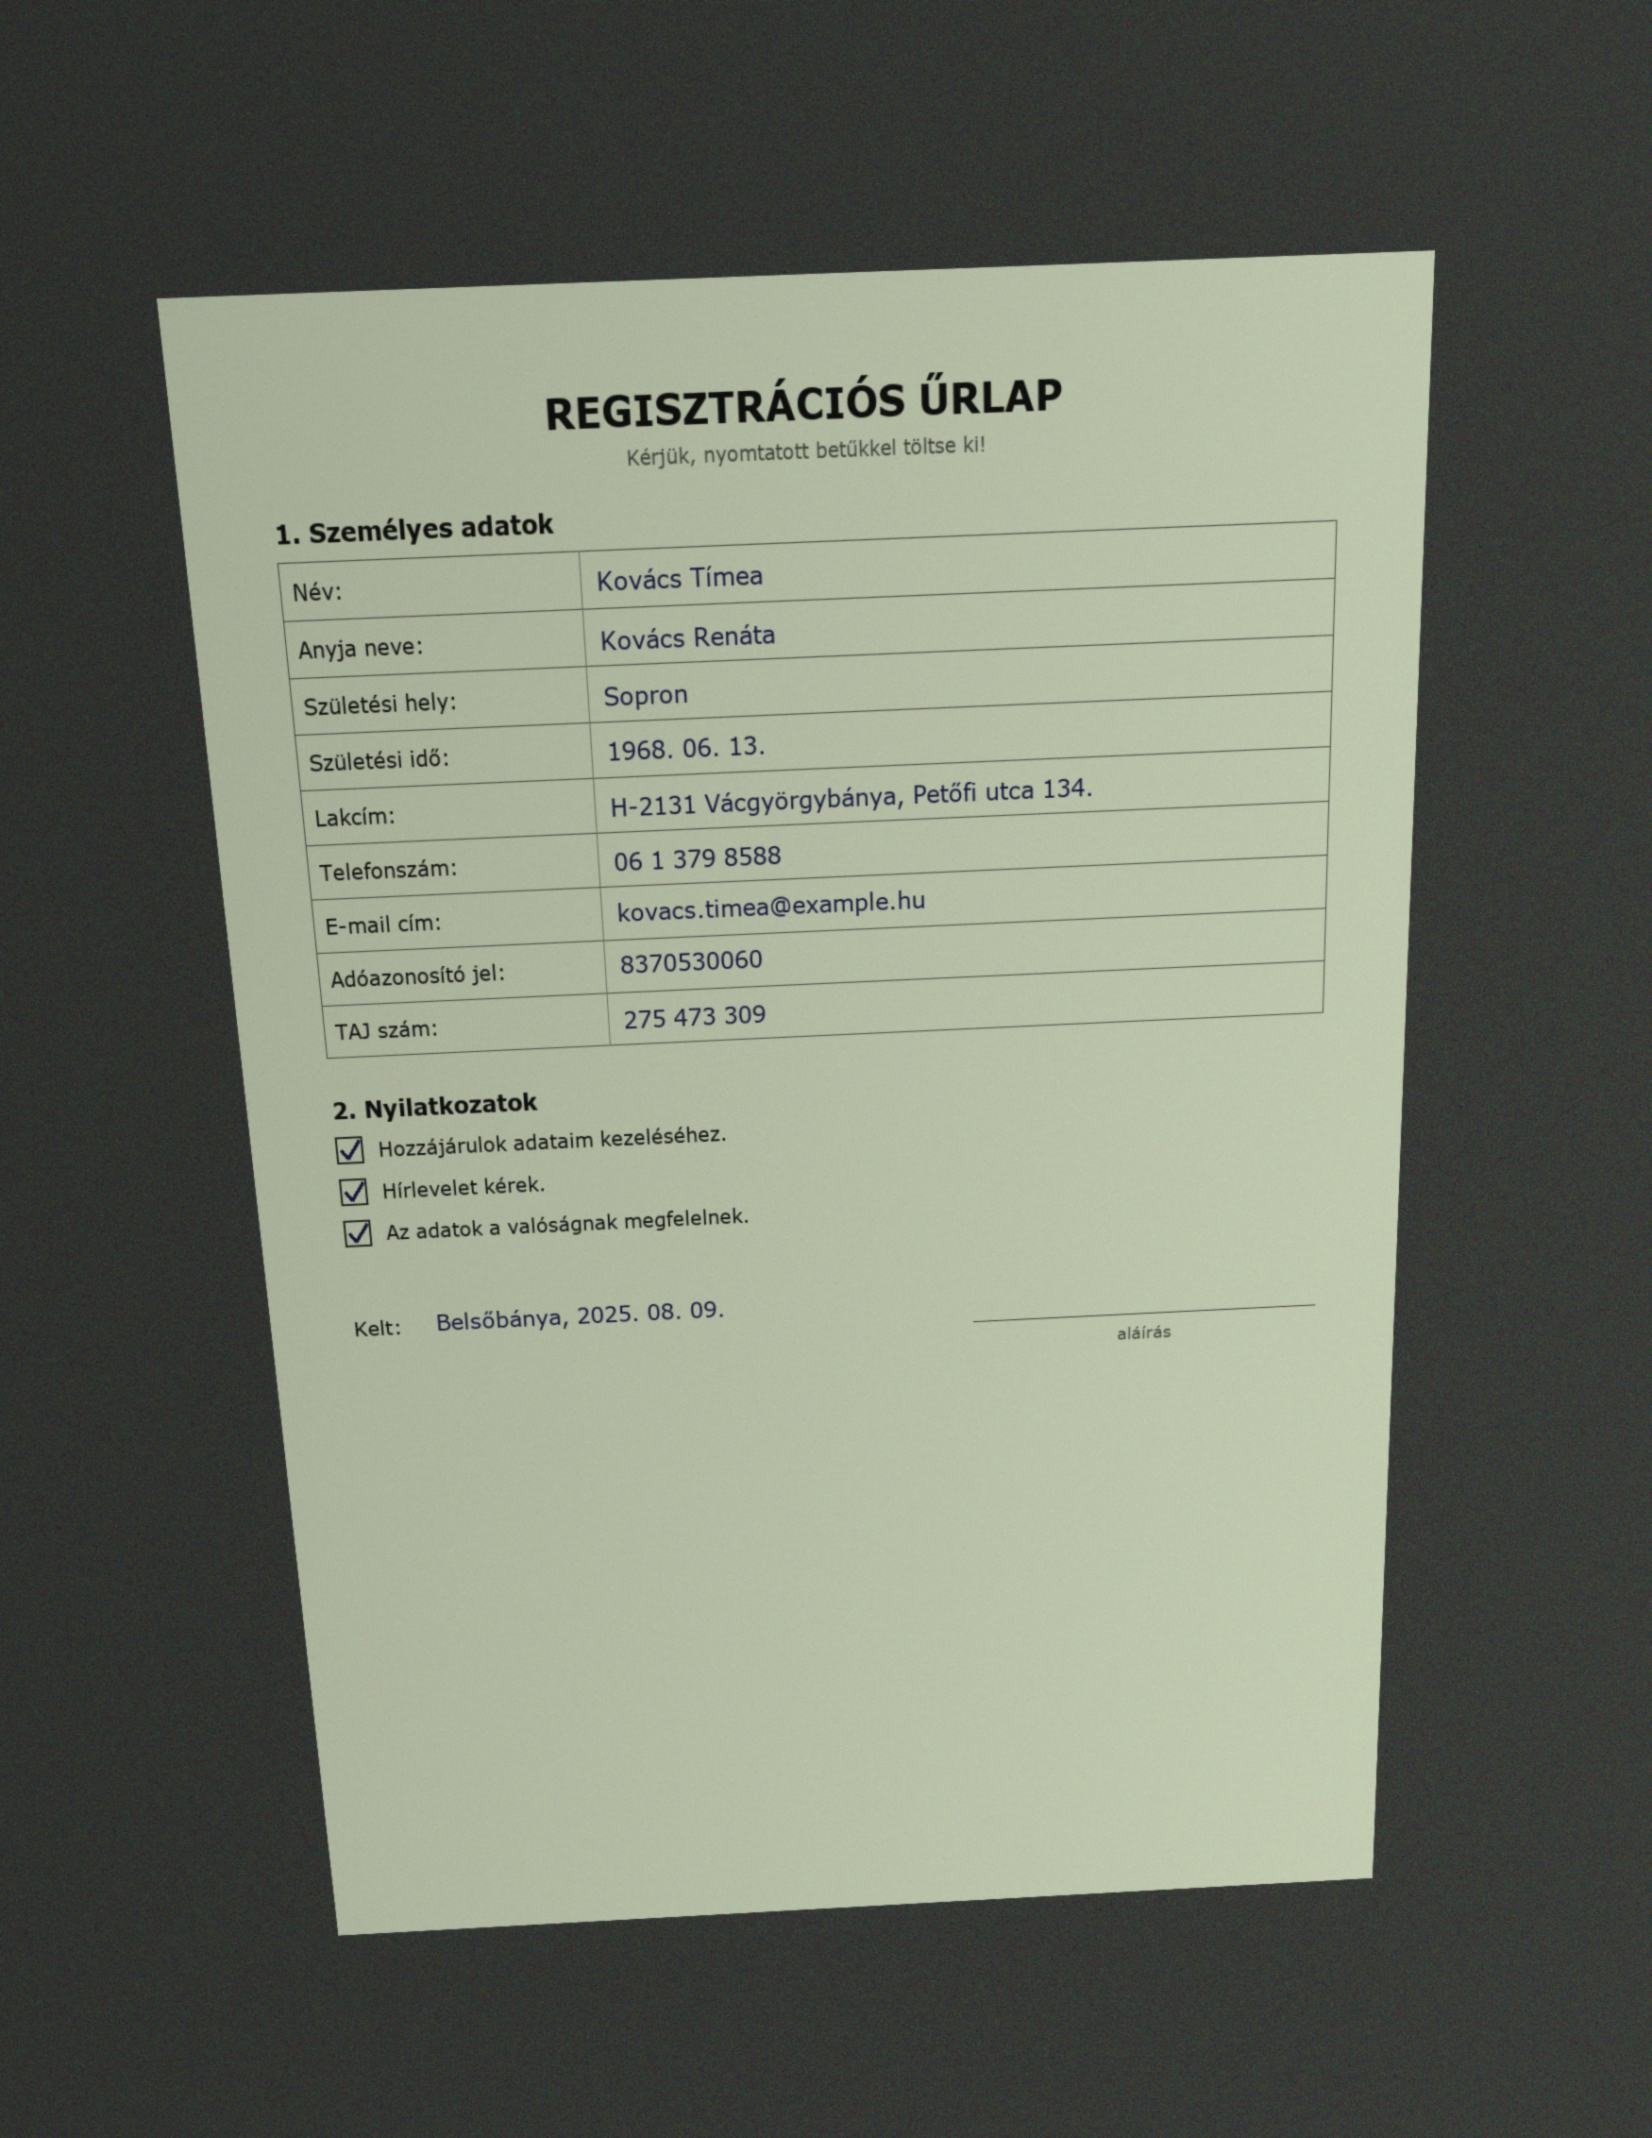 REGISZTRÁCIÓS ŰRLAP
Kérjük, nyomtatott betűkkel töltse ki!
1. Személyes adatok
Név: Kovács Tímea
Anyja neve: Kovács Renáta
Születési hely: Sopron
Születési idő: 1968. 06. 13.
Lakcím: H-2131 Vácgyörgybánya, Petőfi utca 134.
Telefonszám: 06 1 379 8588
E-mail cím: kovacs.timea@example.hu
Adóazonosító jel: 8370530060
TAJ szám: 275 473 309
2. Nyilatkozatok
Hozzájárulok adataim kezeléséhez.
Hírlevelet kérek.
Az adatok a valóságnak megfelelnek.
Kelt: Belsőbánya, 2025. 08. 09.
aláírás